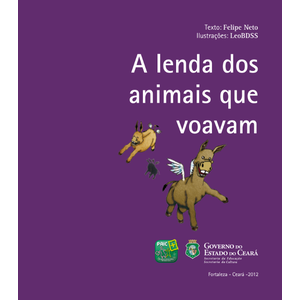 Texto: Felipe Neto
Ilustrações: LeoBDSS
A lenda dos
animais que
voavam
PAIC
GOVERNO DO
ESTADO DO CEARÁ
Secretaria da Educação
Secretaria da Cultura
Fortaleza - Ceará -2012